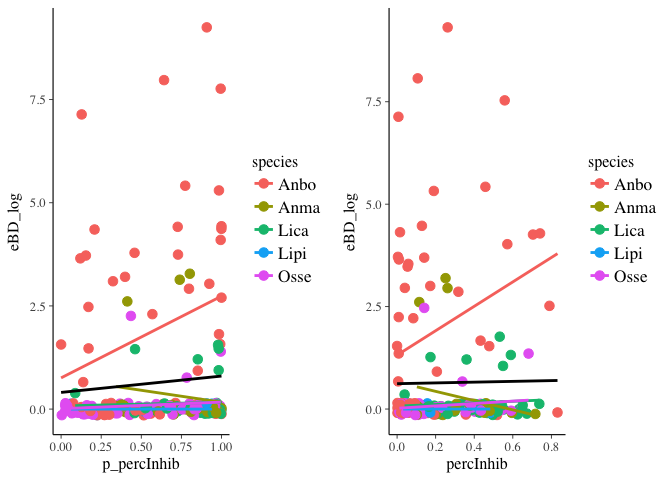 eBD_log
7.5
5.0
2.5
0.0
0.00 0.25 0.50 0.75 1.00
p_percInhib
species
Anbo
Anma
Lica
Lipi
Osse
eBD_log
7.5
5.0
2.5
0.0
0.0 0.2 0.4 0.6 0.8
percInhib
species
Anbo
Anma
Lica
Lipi
Osse